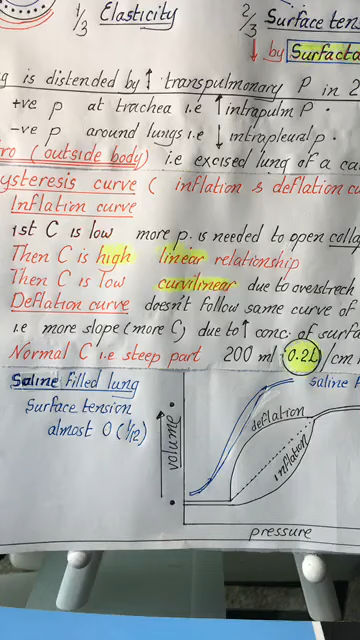 1/3 Elasticity
2/3 Surface ten
↓ by Surfacta
g is distended by ↑ transpulmonary P in 2
+ve p at trachea i.e ↑ intrapulm P.
-ve p around lungs i.e ↓ intrapleural p.
ro (outside body) i.e excised lung of a ca
ysteresis curve ( inflation & deflation cu
Inflation curve
1st C is low more p. is needed to open colla
Then C is high linear relationship
Then C is low curvilinear due to overstrech
Deflation curve doesn't follow same curve of
i.e more slope (more C) due to ↑ conc. of surfa
Normal C i.e steep part 200 ml 0.2L /cm
Saline filled lung
Surface tension
almost 0 (1/12)
saline
deflation
inflation
volume
pressure